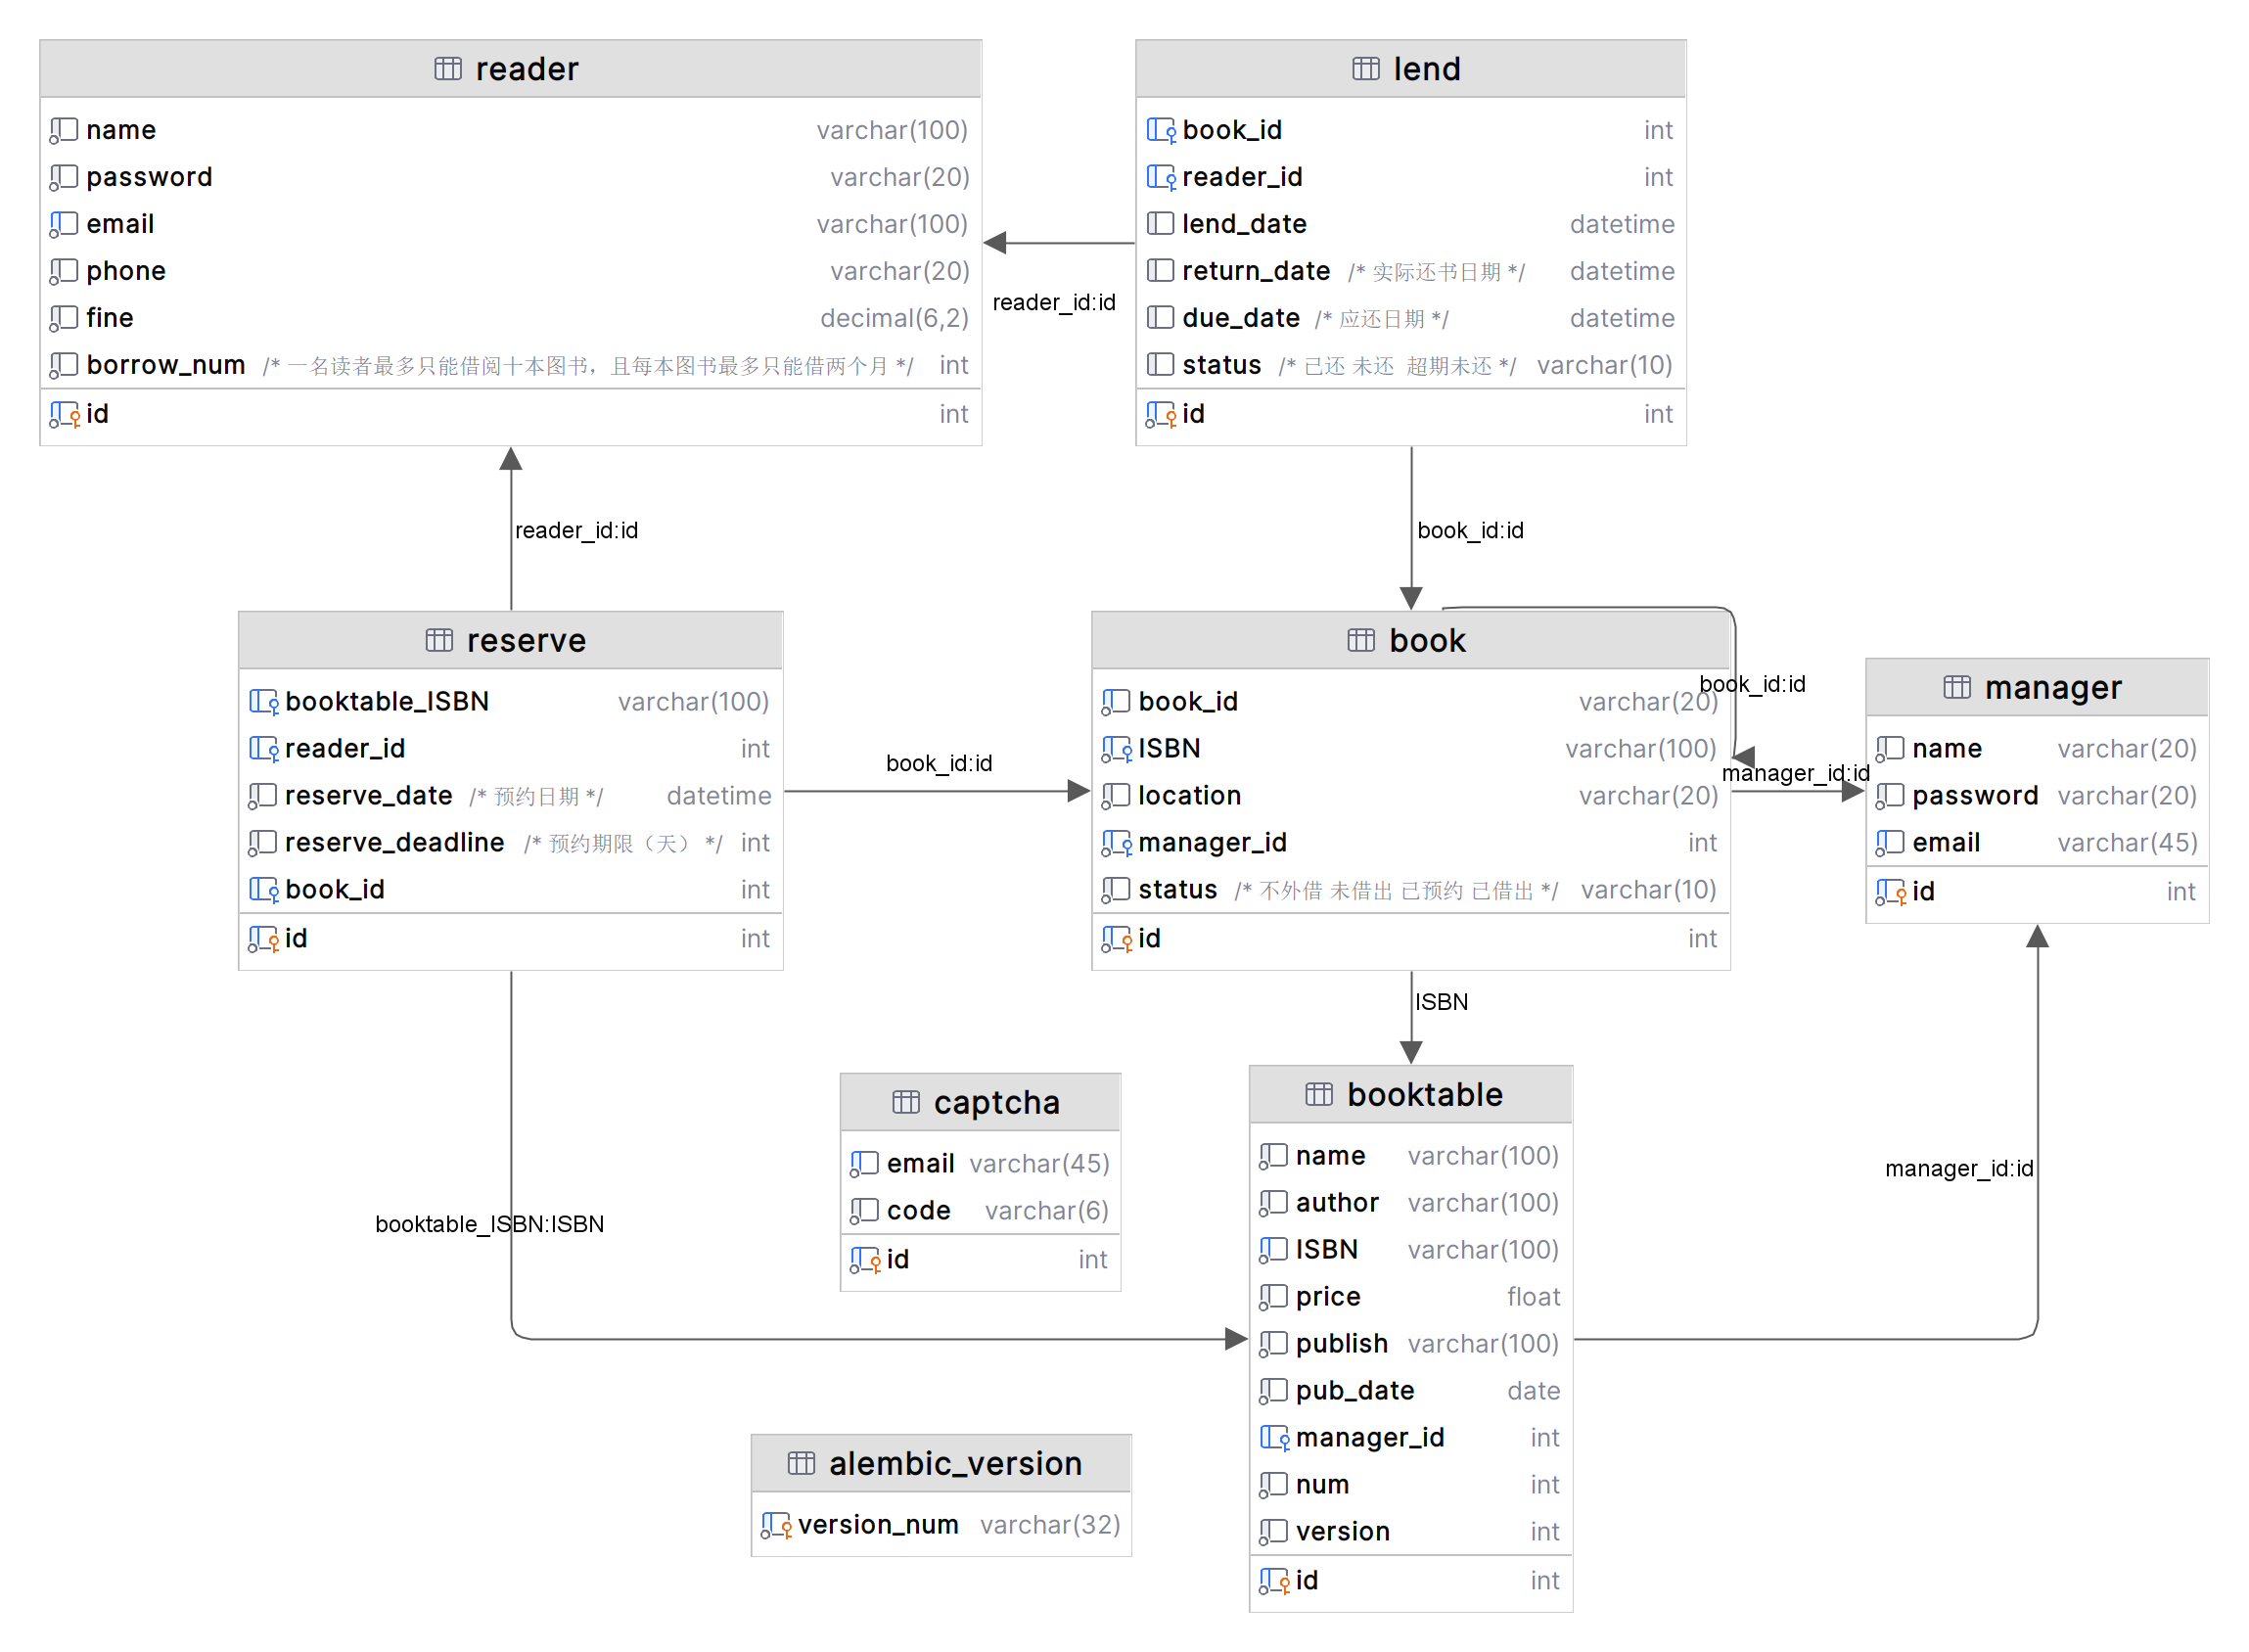 reader
name varchar(100)
password varchar(20)
email varchar(100)
phone varchar(20)
fine decimal(6,2)
borrow_num /* 一名读者最多只能借阅十本图书，且每本图书最多只能借两个月 */ int
id int
lend
book_id int
reader_id int
lend_date datetime
return_date /* 实际还书日期 */ datetime
due_date /* 应还日期 */ datetime
status /* 已还 未还 超期未还 */ varchar(10)
id int
reader_id:id
reader_id:id
book_id:id
reserve
booktable_ISBN varchar(100)
reader_id int
reserve_date /* 预约日期 */ datetime
reserve_deadline /* 预约期限（天） */ int
book_id int
id int
book_id:id
book
book_id varchar(20)
ISBN varchar(100)
location varchar(20)
manager_id int
status /* 不外借 未借出 已预约 已借出 */ varchar(10)
id int
book_id:id
manager_id:id
manager
name varchar(20)
password varchar(20)
email varchar(45)
id int
ISBN
captcha
email varchar(45)
code varchar(6)
id int
booktable
name varchar(100)
author varchar(100)
ISBN varchar(100)
price float
publish varchar(100)
pub_date date
manager_id int
num int
version int
id int
manager_id:id
booktable_ISBN:ISBN
alembic_version
version_num varchar(32)